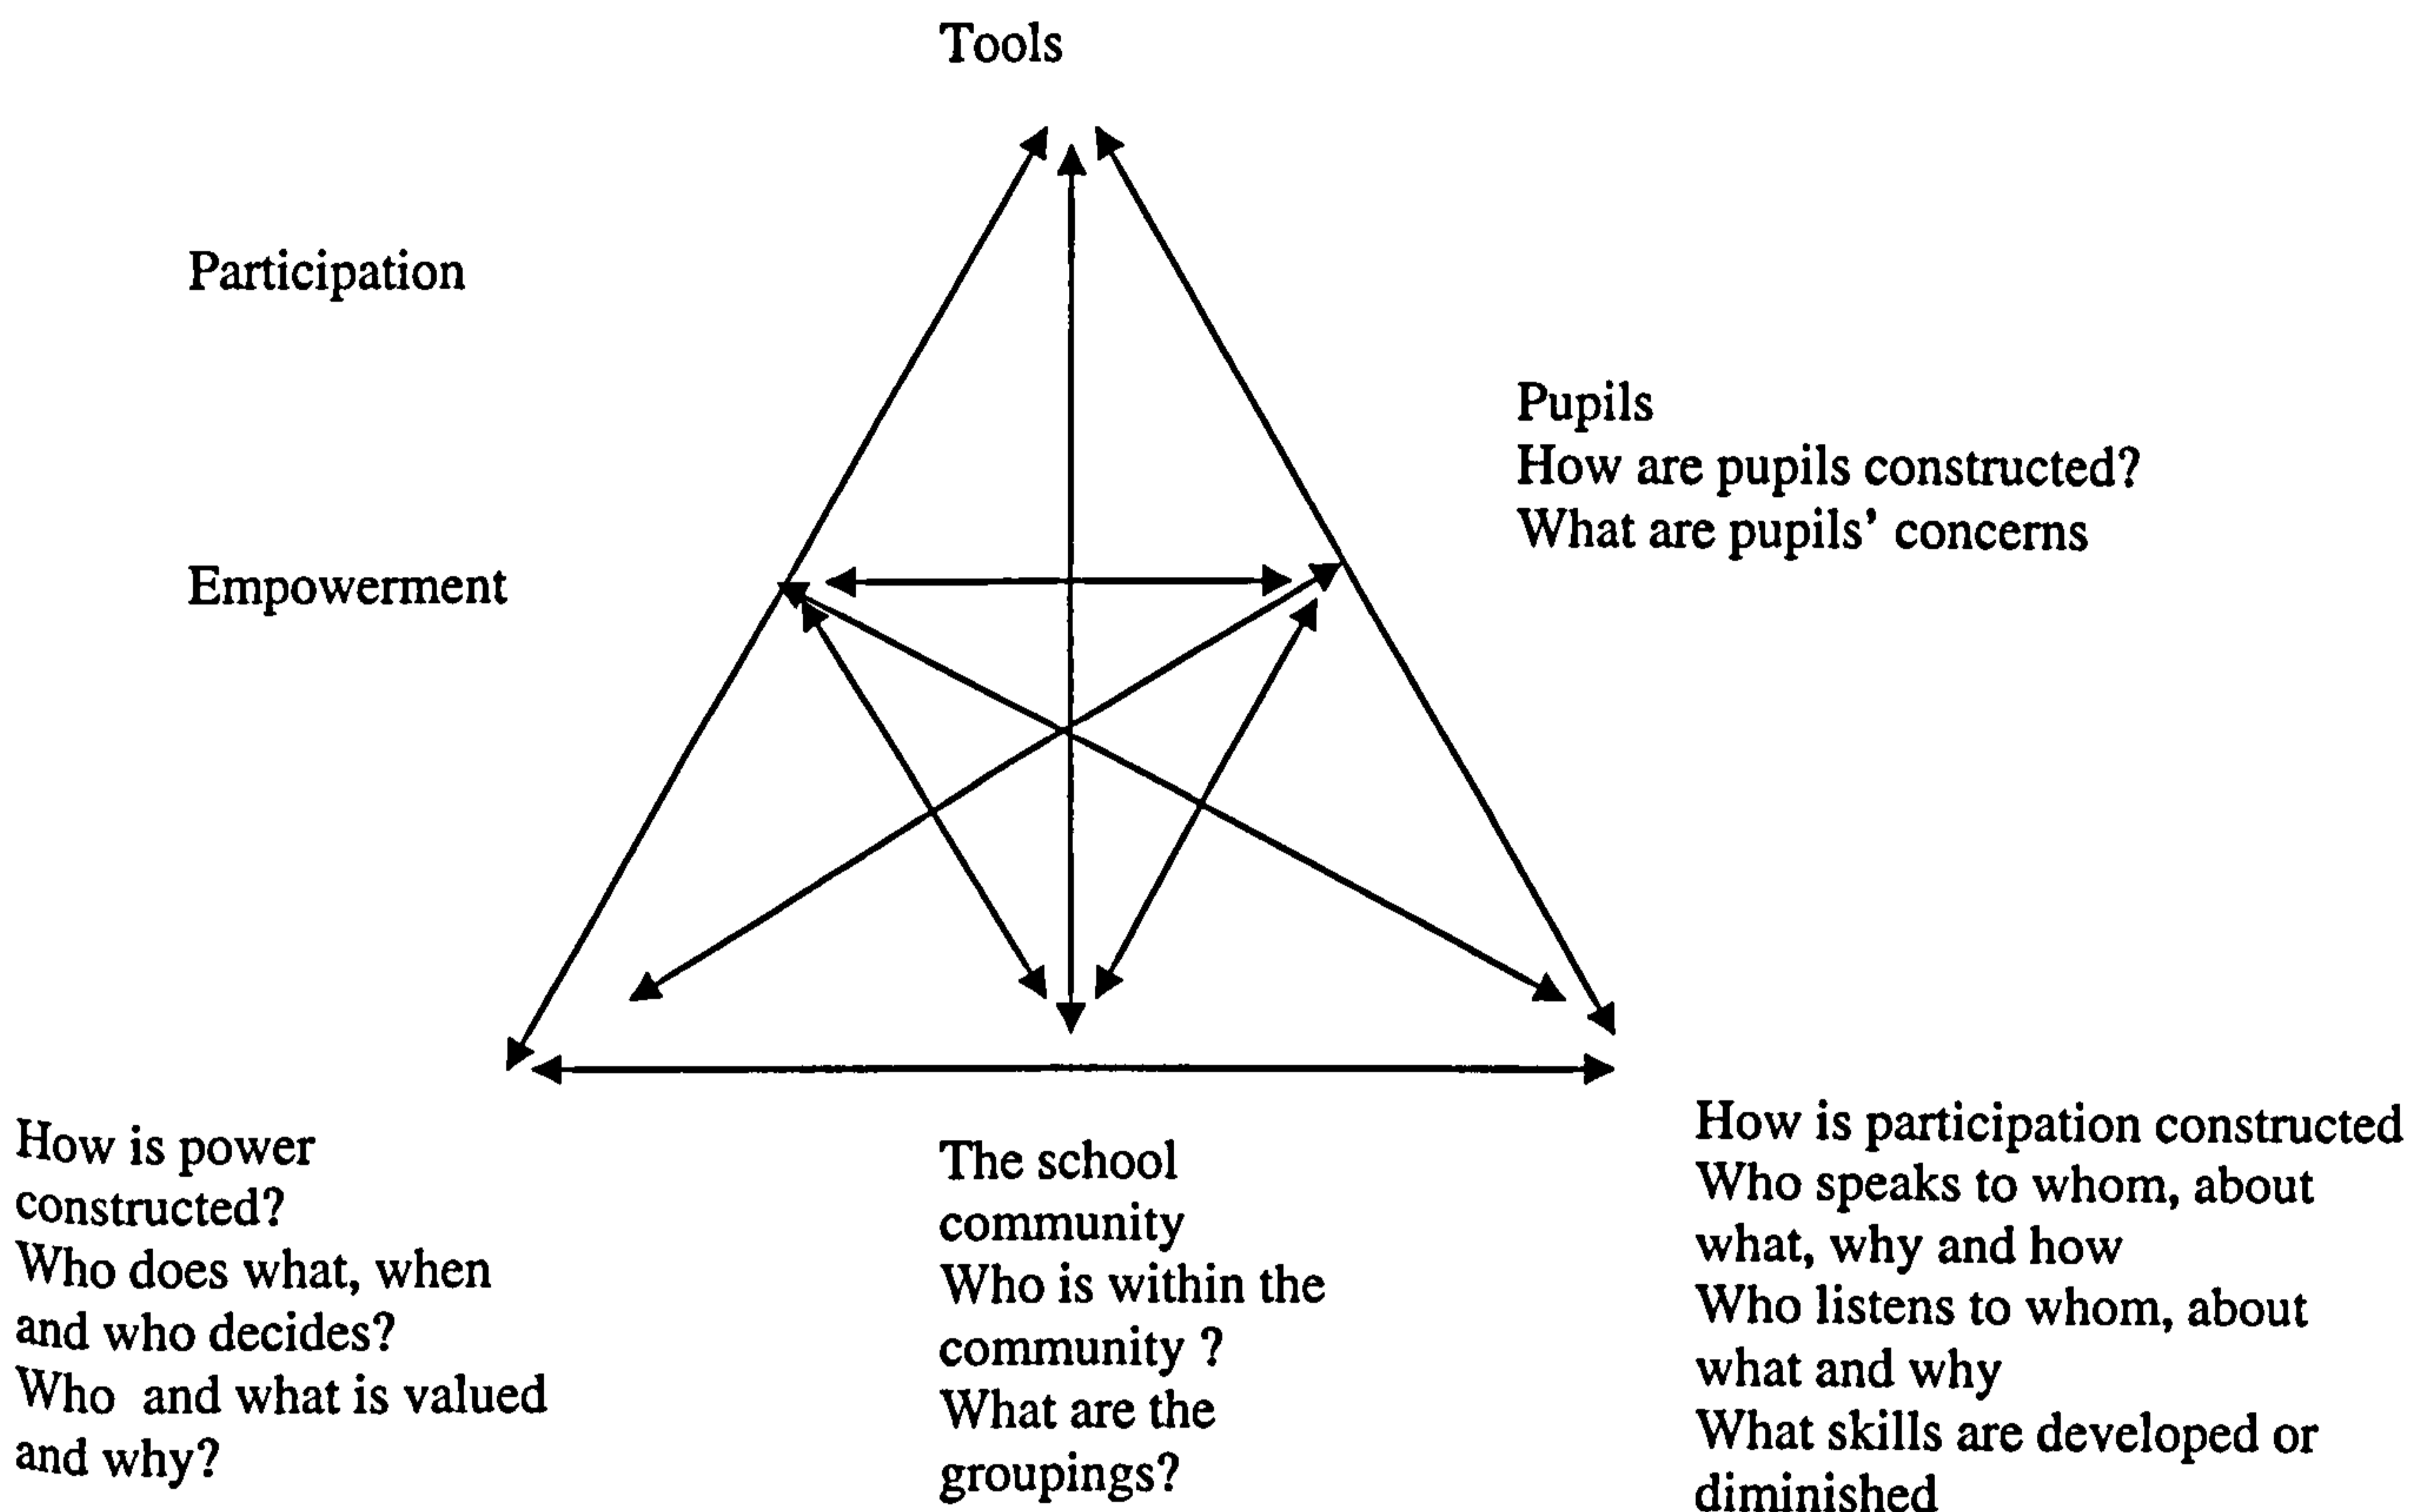 Tools
Participation
Pupils
How are pupils constructed?
What are pupils’ concerns
Empowerment
How is power
constructed?
Who does what, when
and who decides?
Who and what is valued
and why?
The school
community
Who is within the
community ?
What are the
groupings?
How is participation constructed
Who speaks to whom, about
what, why and how
Who listens to whom, about
what and why
What skills are developed or
diminished